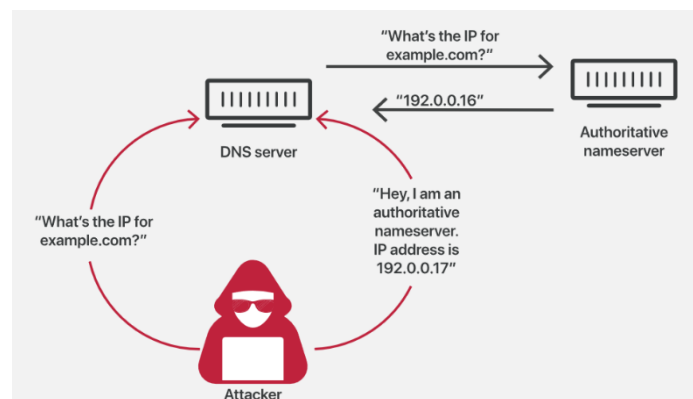 "What's the IP for
example.com?"
"192.0.0.16"
Authoritative
nameserver
DNS server
"What's the IP for
example.com?"
"Hey, I am an
authoritative
nameserver.
IP address is
192.0.0.17"
Attacker